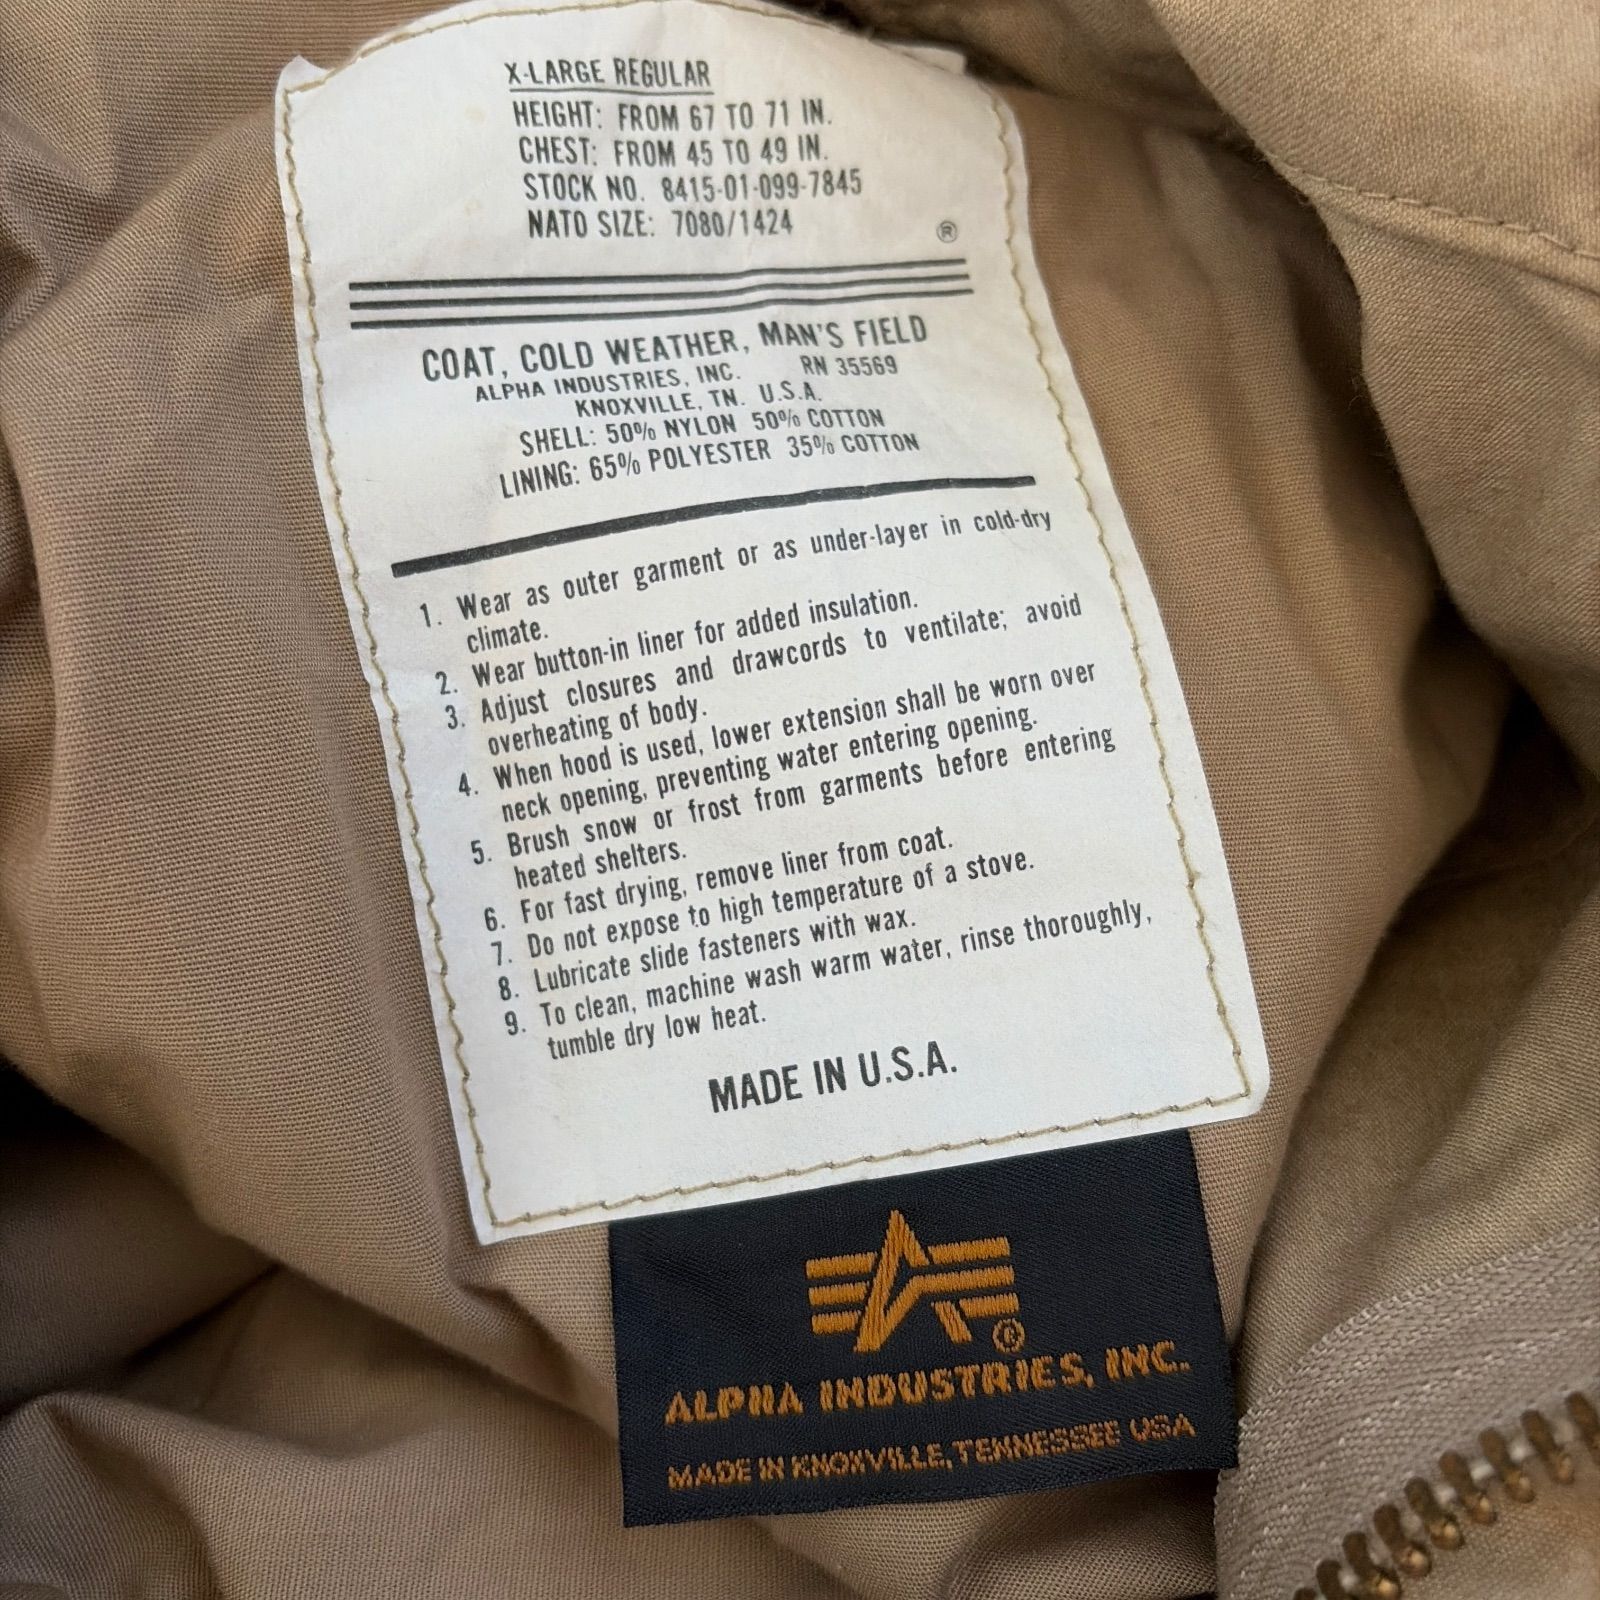 X-LARGE REGULAR
HEIGHT: FROM 67 TO 71 IN.
CHEST: FROM 45 TO 49 IN.
STOCK NO. 8415-01-099-7845
NATO SIZE: 7080/1424
®
COAT, COLD WEATHER, MAN'S FIELD
ALPHA INDUSTRIES, INC. RN 35569
KNOXVILLE, TN. U.S.A.
SHELL: 50% NYLON 50% COTTON
LINING: 65% POLYESTER 35% COTTON
1. Wear as outer garment or as under-layer in cold-dry
climate.
2. Wear button-in liner for added insulation.
3. Adjust closures and drawcords to ventilate; avoid
overheating of body.
4. When hood is used, lower extension shall be worn over
neck opening, preventing water entering opening.
5. Brush snow or frost from garments before entering
heated shelters.
6. For fast drying, remove liner from coat.
7. Do not expose to high temperature of a stove.
8. Lubricate slide fasteners with wax.
9. To clean, machine wash warm water, rinse thoroughly,
tumble dry low heat.
MADE IN U.S.A.
®
ALPHA INDUSTRIES, INC.
MADE IN KNOXVILLE, TENNESSEE USA